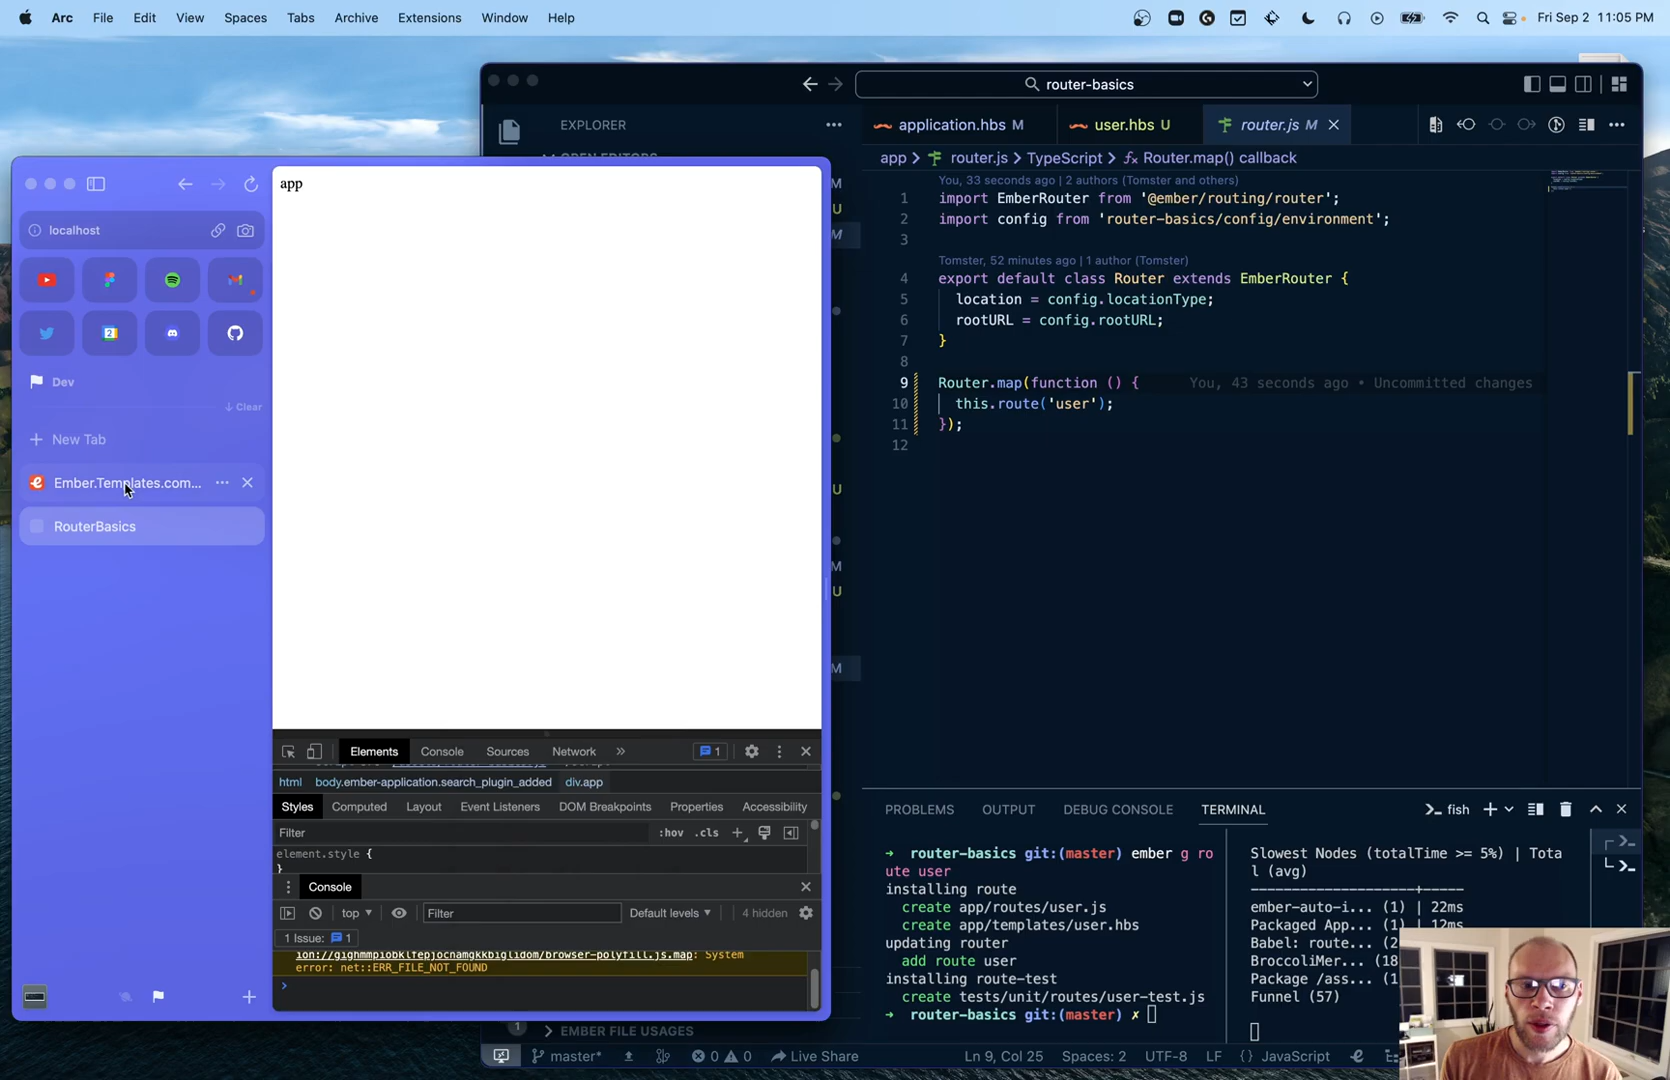 Arc File Edit View Spaces Tabs Archive Extensions Window Help
Fri Sep 2 11:05 PM
router-basics
EXPLORER
application.hbs M
user.hbs U
router.js M
app > router.js > TypeScript > Router.map() callback
You, 33 seconds ago | 2 authors (Tomster and others)
1 import EmberRouter from '@ember/routing/router';
2 import config from 'router-basics/config/environment';
3
Tomster, 52 minutes ago | 1 author (Tomster)
4 export default class Router extends EmberRouter {
5 location = config.locationType;
6 rootURL = config.rootURL;
7 }
8
9 Router.map(function () { You, 43 seconds ago • Uncommitted changes
10 this.route('user');
11 });
12
M
U
M
U
M
U
M
localhost
Dev
Clear
New Tab
Ember.Templates.com...
RouterBasics
app
Elements Console Sources Network » 1
html body.ember-application.search_plugin_added div.app
Styles Computed Layout Event Listeners DOM Breakpoints Properties Accessibility
Filter :hov .cls
element.style {
}
Console
top Filter Default levels 4 hidden
1 Issue: 1
ion://gighmmpiobklfepjocnamgkkbiglidom/browser-polyfill.js.map: System
error: net::ERR_FILE_NOT_FOUND
PROBLEMS OUTPUT DEBUG CONSOLE TERMINAL fish
router-basics git:(master) ember g ro
ute user
installing route
create app/routes/user.js
create app/templates/user.hbs
updating router
add route user
installing route-test
create tests/unit/routes/user-test.js
router-basics git:(master) ✗
Slowest Nodes (totalTime >= 5%) | Tota
l (avg)
ember-auto-i... (1) | 22ms
Packaged App... (1) | 12ms
Babel: route... (2
BroccoliMer... (18
Package /ass... (1
Funnel (57)
1
EMBER FILE USAGES
master* 0 0 Live Share Ln 9, Col 25 Spaces: 2 UTF-8 LF {} JavaScript